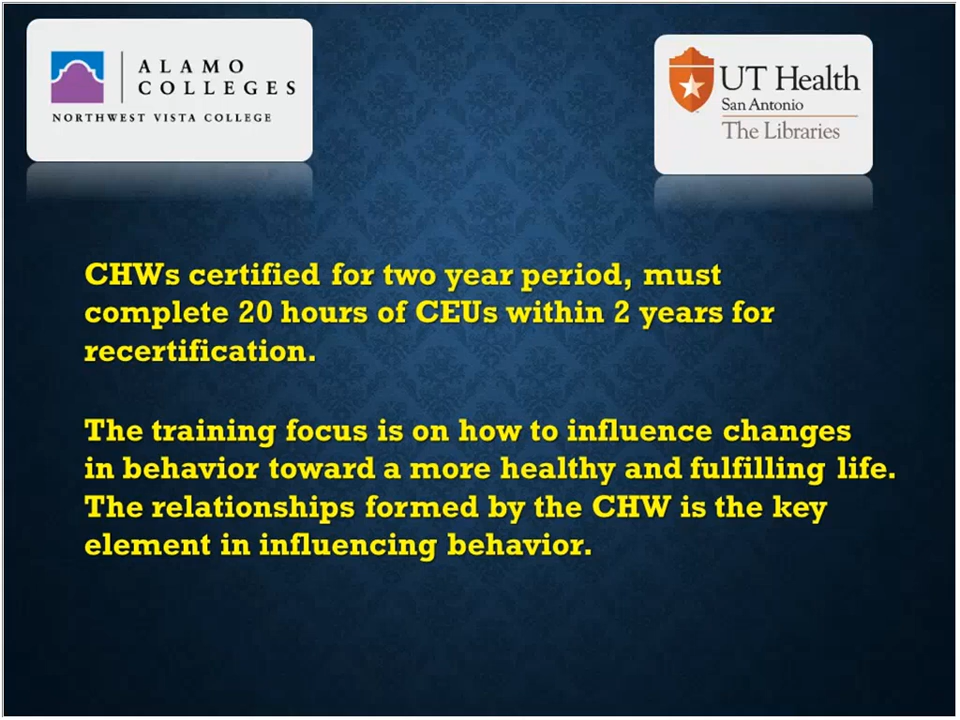 ALAMO
COLLEGES
NORTHWEST VISTA COLLEGE
UT Health
San Antonio
The Libraries
CHWs certified for two year period, must
complete 20 hours of CEUs within 2 years for
recertification.
The training focus is on how to influence changes
in behavior toward a more healthy and fulfilling life.
The relationships formed by the CHW is the key
element in influencing behavior.